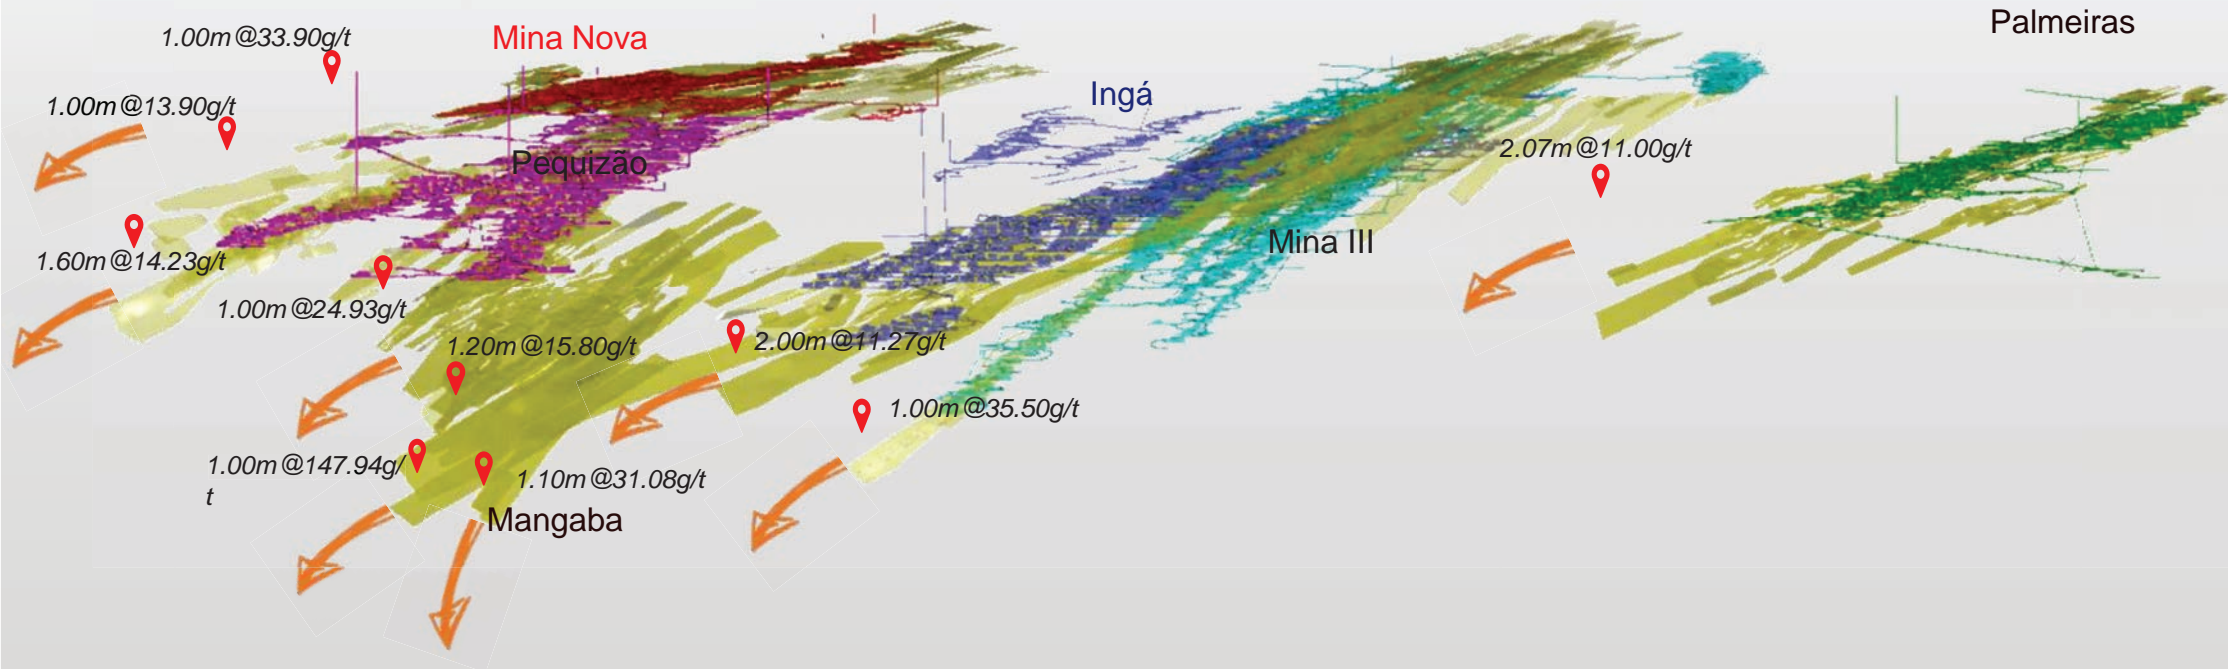 Palmeiras
1.00m@33.90g/t
Mina Nova
Ingá
1.00m@13.90g/t
2.07m@11.00g/t
Pequizão
Mina III
1.60m@14.23g/t
1.00m@24.93g/t
1.20m@15.80g/t
2.00m@11.27g/t
1.00m@35.50g/t
1.00m@147.94g/
t
1.10m@31.08g/t
Mangaba